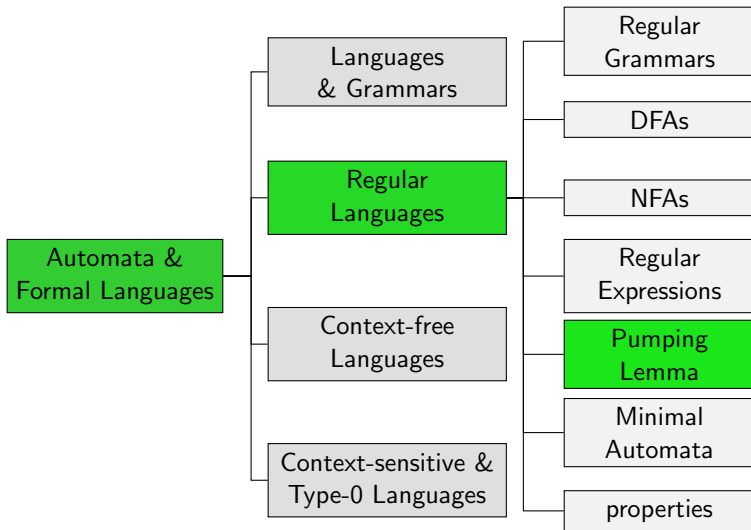 Automata &
Formal Languages
Languages
& Grammars
Regular
Languages
Context-free
Languages
Context-sensitive &
Type-0 Languages
Regular
Grammars
DFAs
NFAs
Regular
Expressions
Pumping
Lemma
Minimal
Automata
properties